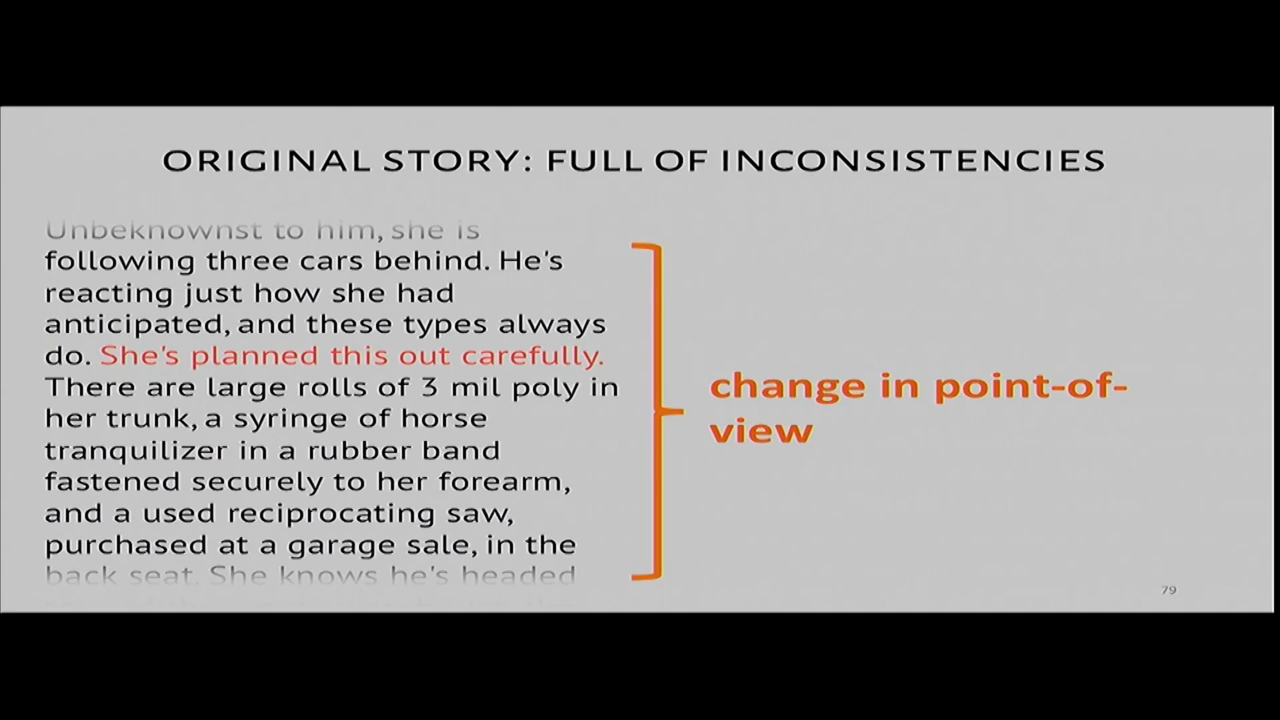 ORIGINAL STORY: FULL OF INCONSISTENCIES
Unbeknownst to him, she is
following three cars behind. He's
reacting just how she had
anticipated, and these types always
do. She's planned this out carefully.
There are large rolls of 3 mil poly in
her trunk, a syringe of horse
tranquilizer in a rubber band
fastened securely to her forearm,
and a used reciprocating saw,
purchased at a garage sale, in the
back seat. She knows he's headed
change in point-of-
view
79